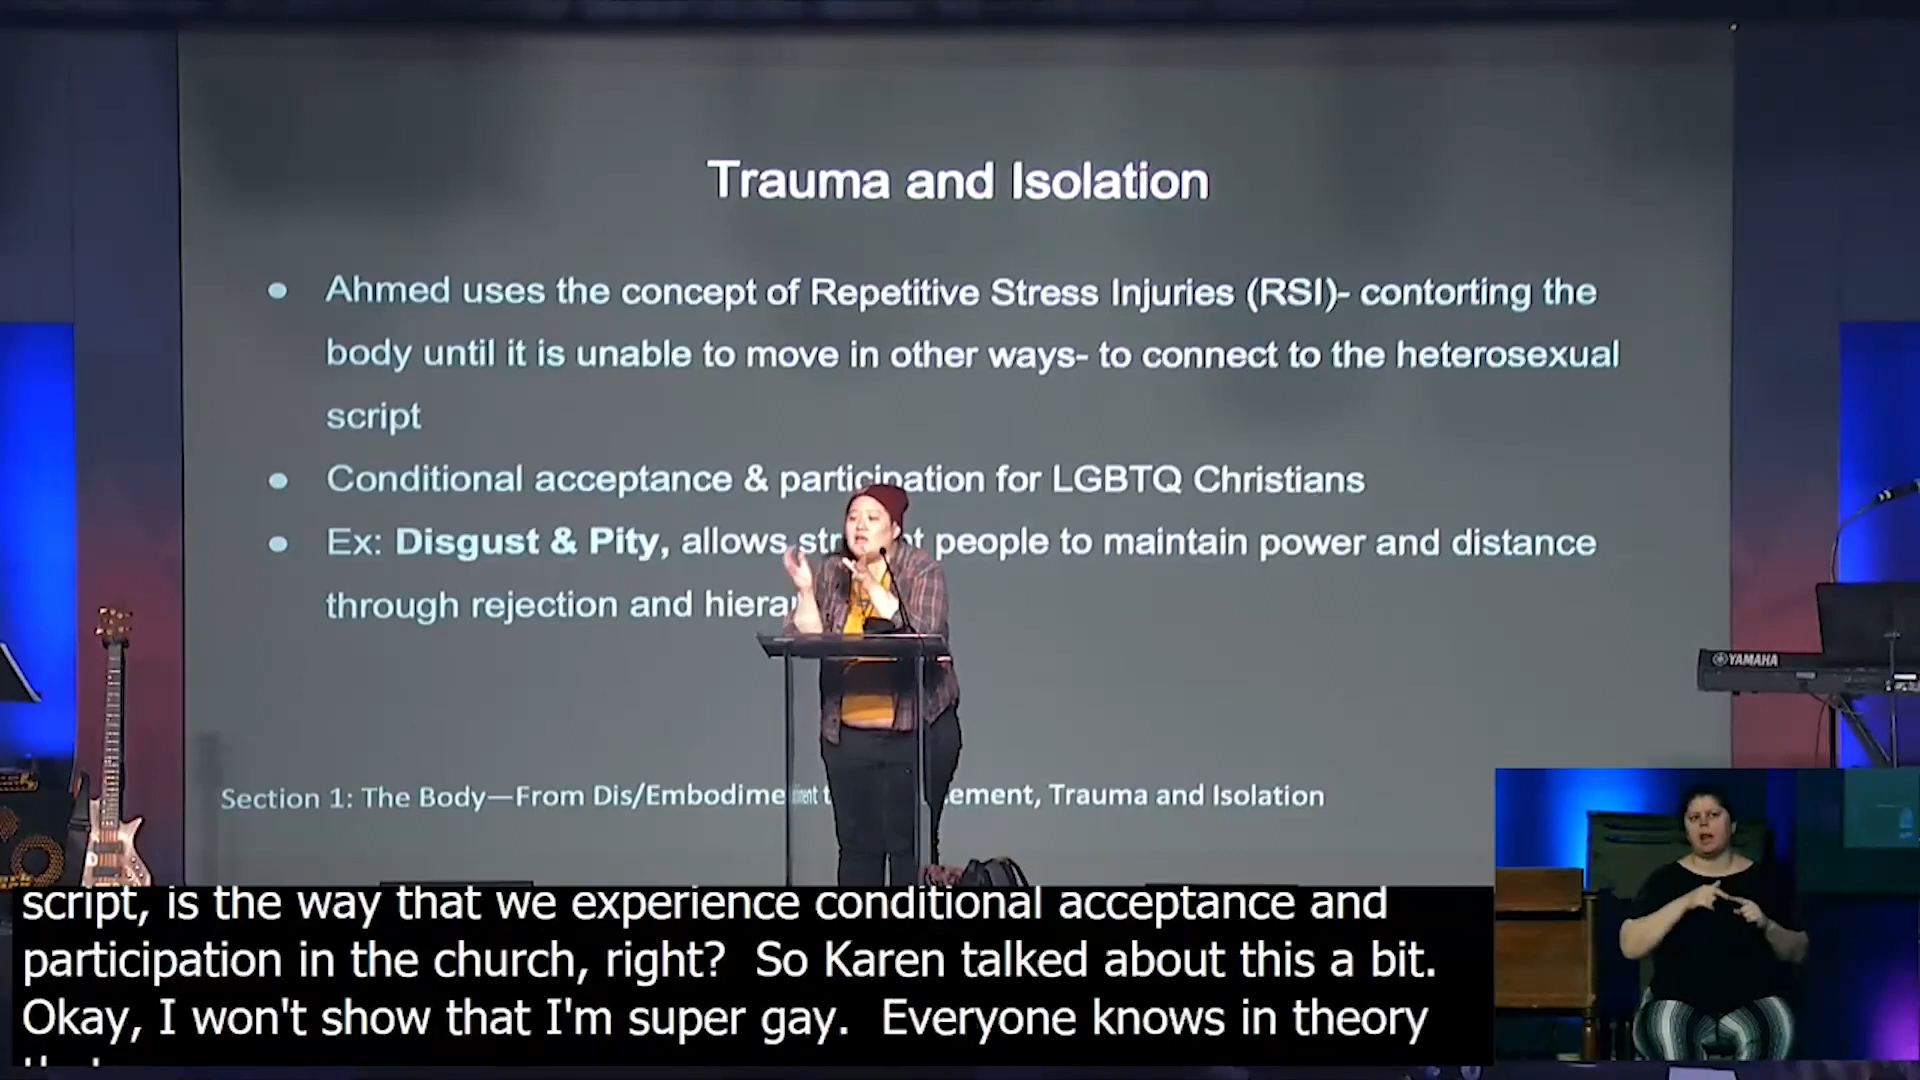 Trauma and Isolation
● Ahmed uses the concept of Repetitive Stress Injuries (RSI)- contorting the
body until it is unable to move in other ways- to connect to the heterosexual
script
● Conditional acceptance & participation for LGBTQ Christians
● Ex: Disgust & Pity, allows people to maintain power and distance
through rejection and
YAMAHA
Section 1: The Body—From Trauma and Isolation
script, is the way that we experience conditional acceptance and
participation in the church, right? So Karen talked about this a bit.
Okay, I won't show that I'm super gay. Everyone knows in theory